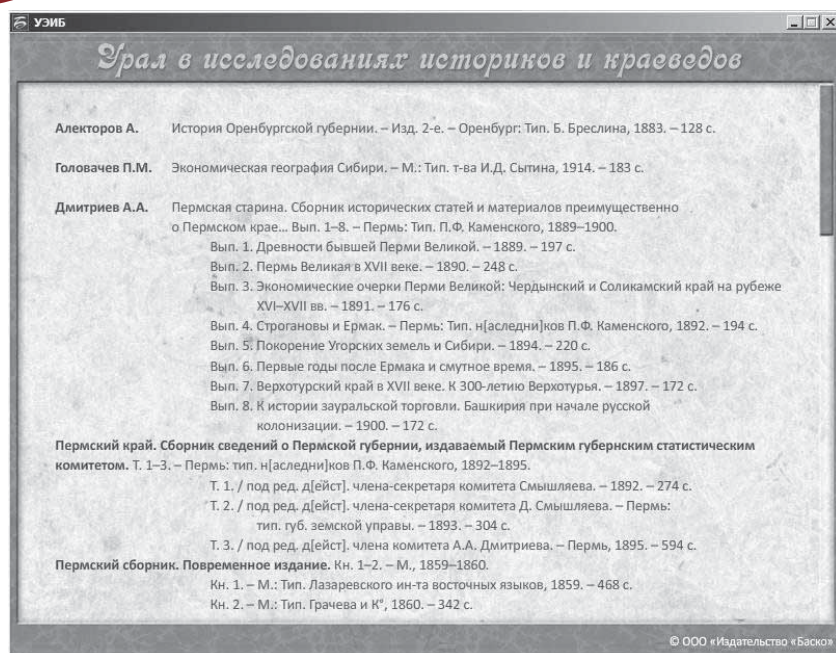 УЭИБ
Урал в исследованиях историков и краеведов
Алекторов А. История Оренбургской губернии. – Изд. 2-е. – Оренбург: Тип. Б. Бреслина, 1883. – 128 с.
Головачев П.М. Экономическая география Сибири. – М.: Тип. т-ва И.Д. Сытина, 1914. – 183 с.
Дмитриев А.А. Пермская старина. Сборник исторических статей и материалов преимущественно
о Пермском крае... Вып. 1–8. – Пермь: Тип. П.Ф. Каменского, 1889–1900.
Вып. 1. Древности бывшей Перми Великой. – 1889. – 197 с.
Вып. 2. Пермь Великая в XVII веке. – 1890. – 248 с.
Вып. 3. Экономические очерки Перми Великой: Чердынский и Соликамский край на рубеже
XVI–XVII вв. – 1891. – 176 с.
Вып. 4. Строгановы и Ермак. – Пермь: Тип. н[аследни]ков П.Ф. Каменского, 1892. – 194 с.
Вып. 5. Покорение Угорских земель и Сибири. – 1894. – 220 с.
Вып. 6. Первые годы после Ермака и смутное время. – 1895. – 186 с.
Вып. 7. Верхотурский край в XVII веке. К 300-летию Верхотурья. – 1897. – 172 с.
Вып. 8. К истории зауральской торговли. Башкирия при начале русской
колонизации. – 1900. – 172 с.
Пермский край. Сборник сведений о Пермской губернии, издаваемый Пермским губернским статистическим
комитетом. Т. 1–3. – Пермь: тип. н[аследни]ков П.Ф. Каменского, 1892–1895.
Т. 1. / под ред. д[ейст]. члена-секретаря комитета Смышляева. – 1892. – 274 с.
Т. 2. / под ред. д[ейст]. члена-секретаря комитета Д. Смышляева. – Пермь:
тип. губ. земской управы. – 1893. – 304 с.
Т. 3. / под ред. д[ейст]. члена комитета А.А. Дмитриева. – Пермь, 1895. – 594 с.
Пермский сборник. Повременное издание. Кн. 1–2. – М., 1859–1860.
Кн. 1. – М.: Тип. Лазаревского ин-та восточных языков, 1859. – 468 с.
Кн. 2. – М.: Тип. Грачева и К°, 1860. – 342 с.
© ООО «Издательство «Баско»